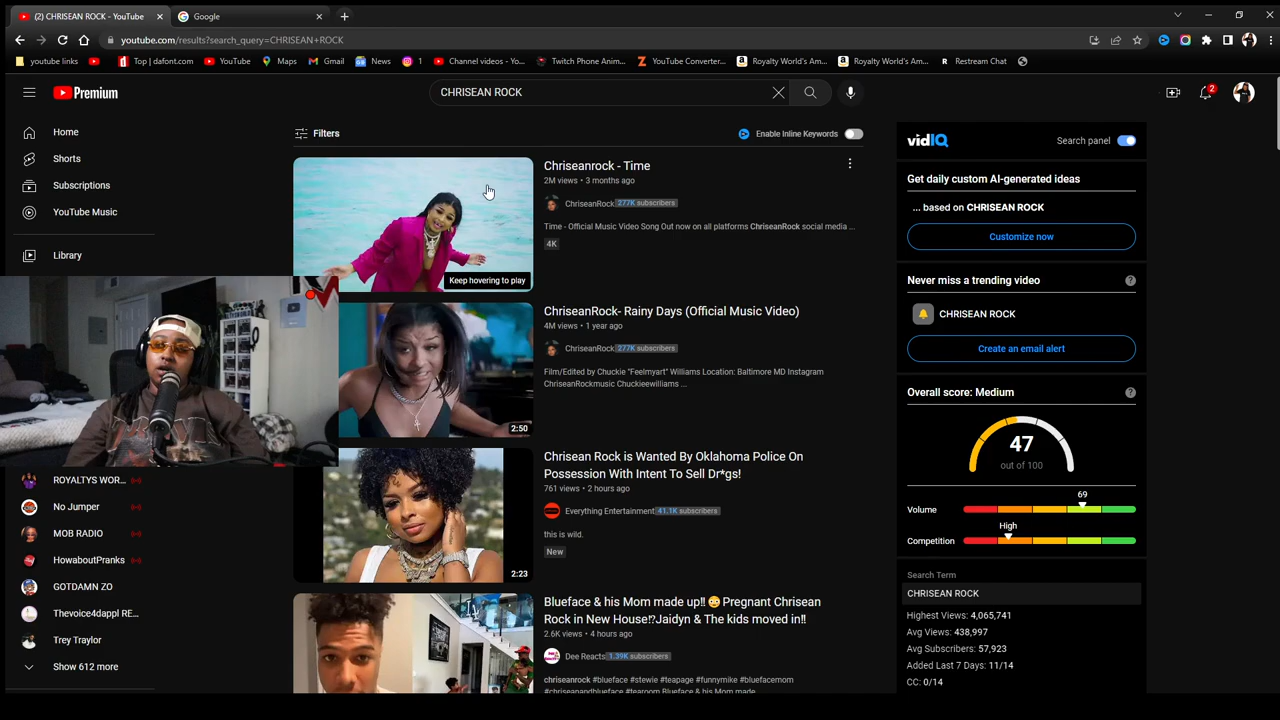 (2) CHRISEAN ROCK - YouTube
Google
youtube.com/results?search_query=CHRISEAN+ROCK
youtube links
Top | dafont.com
YouTube
Maps
Gmail
News
1
Channel videos - Yo...
Twitch Phone Anim...
YouTube Converter...
Royalty World's Am...
Royalty World's Am...
Restream Chat
Premium
CHRISEAN ROCK
2
Home
Shorts
Subscriptions
YouTube Music
Library
ROYALTYS WOR...
No Jumper
MOB RADIO
HowaboutPranks
GOTDAMN ZO
Thevoice4dappl RE...
Trey Traylor
Show 612 more
Filters
Enable Inline Keywords
Keep hovering to play
Chriseanrock - Time
2M views • 3 months ago
ChriseanRock 277K subscribers
Time - Official Music Video Song Out now on all platforms ChriseanRock social media ...
4K
2:50
ChriseanRock- Rainy Days (Official Music Video)
4M views • 1 year ago
ChriseanRock 277K subscribers
Film/Edited by Chuckie "Feelmyart" Williams Location: Baltimore MD Instagram
ChriseanRockmusic Chuckieewilliams ...
2:23
Chrisean Rock is Wanted By Oklahoma Police On
Possession With Intent To Sell Dr*gs!
761 views • 2 hours ago
Everything Entertainment 41.1K subscribers
this is wild.
New
Blueface & his Mom made up‼️ 😳 Pregnant Chrisean
Rock in New House⁉️Jaidyn & The kids moved in‼️
2.6K views • 4 hours ago
Dee Reacts 1.39K subscribers
chriseanrock #blueface #stewie #teapage #funnymike #bluefacemom
#chriseanandblueface #tearoom Blueface & his Mom made
vidIQ
Search panel
Get daily custom AI-generated ideas
... based on CHRISEAN ROCK
Customize now
Never miss a trending video
CHRISEAN ROCK
Create an email alert
Overall score: Medium
47
out of 100
69
Volume
High
Competition
Search Term
CHRISEAN ROCK
Highest Views: 4,065,741
Avg Views: 438,997
Avg Subscribers: 57,923
Added Last 7 Days: 11/14
CC: 0/14